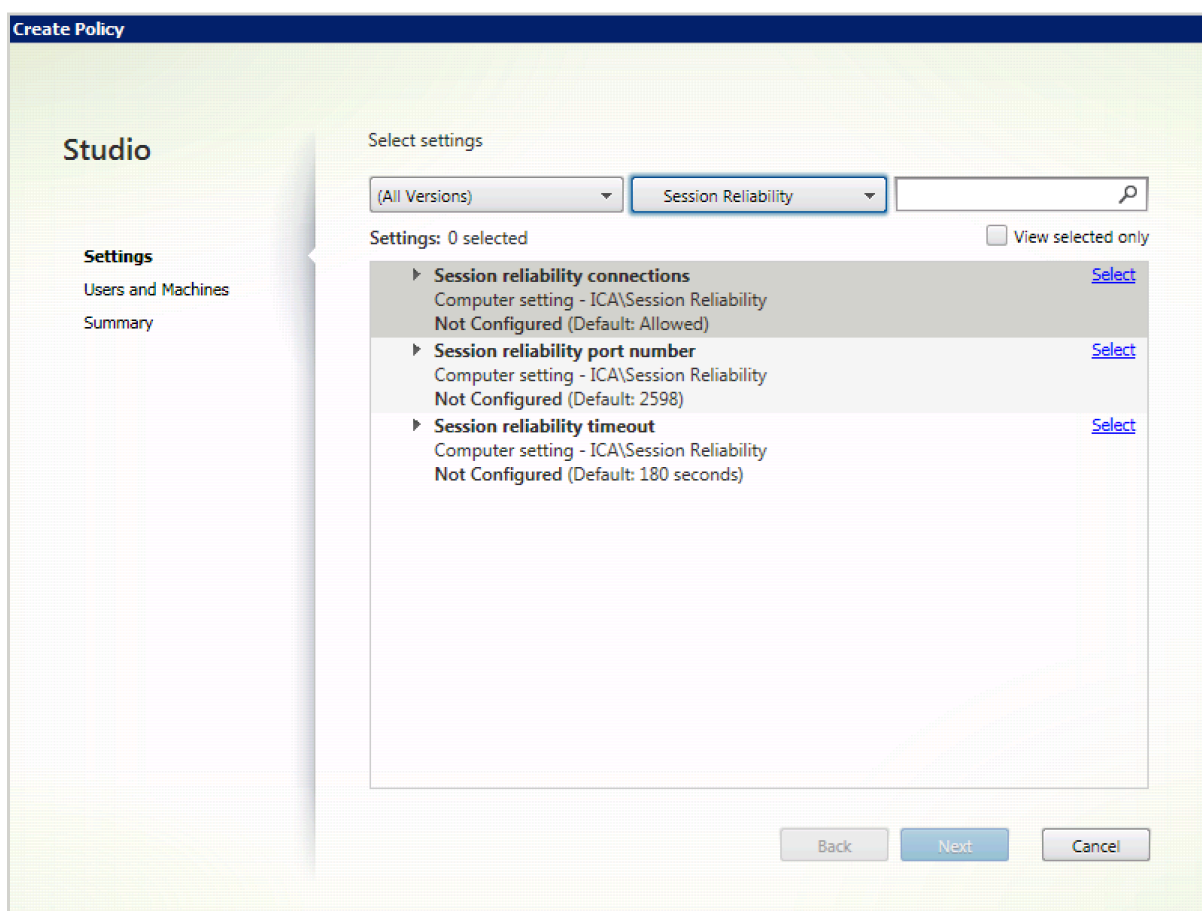 Create Policy
Studio
Settings
Users and Machines
Summary
Select settings
(All Versions)
Session Reliability
Settings: 0 selected
View selected only
Session reliability connections
Select
Computer setting - ICA\Session Reliability
Not Configured (Default: Allowed)
Session reliability port number
Select
Computer setting - ICA\Session Reliability
Not Configured (Default: 2598)
Session reliability timeout
Select
Computer setting - ICA\Session Reliability
Not Configured (Default: 180 seconds)
Back
Next
Cancel